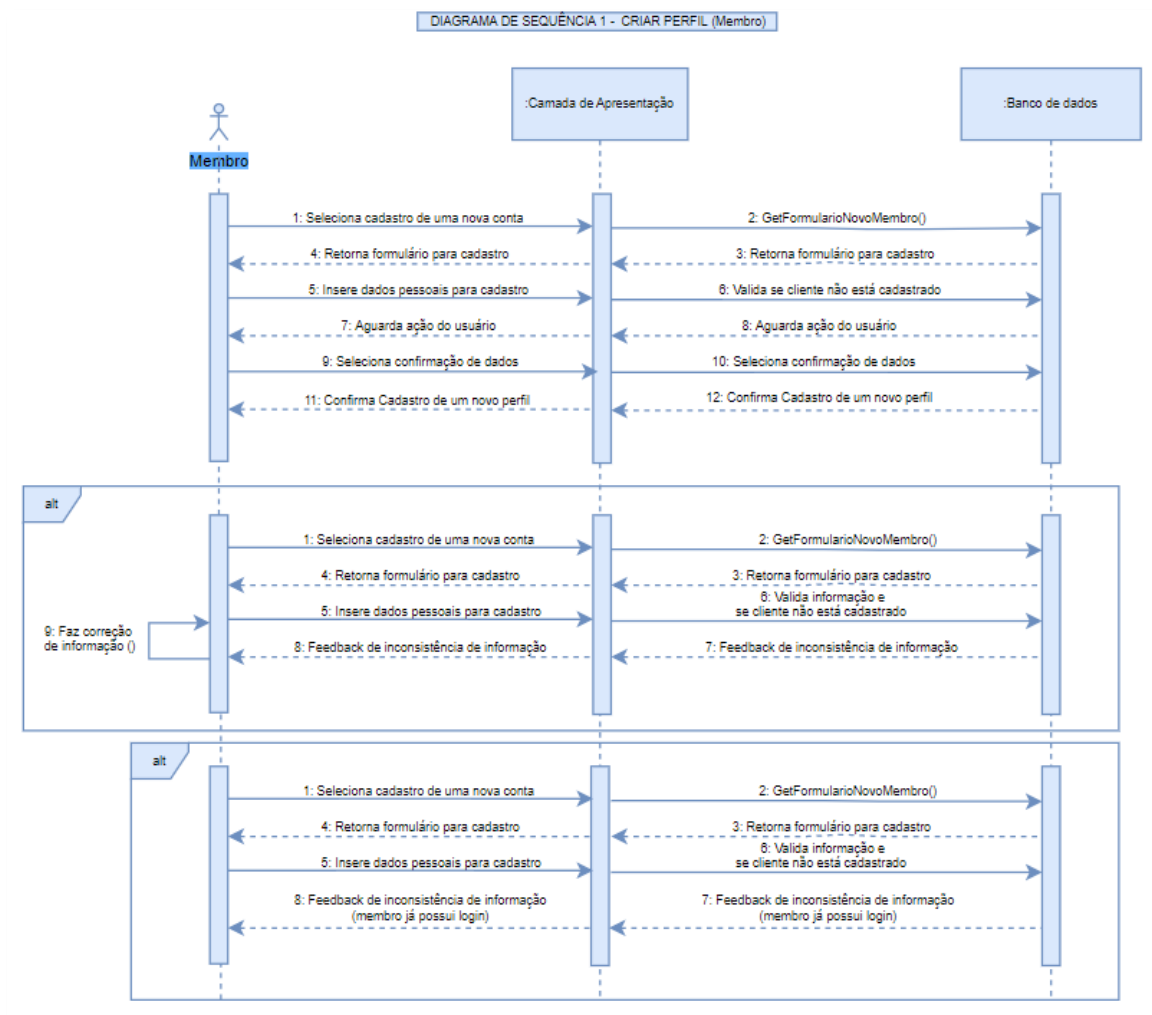 DIAGRAMA DE SEQUÊNCIA 1 - CRIAR PERFIL (Membro)
:Camada de Apresentação
:Banco de dados
Membro
1: Seleciona cadastro de uma nova conta
2: GetFormularioNovoMembro()
4: Retorna formulário para cadastro
3: Retorna formulário para cadastro
5: Insere dados pessoais para cadastro
6: Valida se cliente não está cadastrado
7: Aguarda ação do usuário
8: Aguarda ação do usuário
9: Seleciona confirmação de dados
10: Seleciona confirmação de dados
11: Confirma Cadastro de um novo perfil
12: Confirma Cadastro de um novo perfil
alt
1: Seleciona cadastro de uma nova conta
2: GetFormularioNovoMembro()
4: Retorna formulário para cadastro
3: Retorna formulário para cadastro
5: Insere dados pessoais para cadastro
6: Valida informação e
se cliente não está cadastrado
9: Faz correção
de informação ()
8: Feedback de inconsistência de informação
7: Feedback de inconsistência de informação
alt
1: Seleciona cadastro de uma nova conta
2: GetFormularioNovoMembro()
4: Retorna formulário para cadastro
3: Retorna formulário para cadastro
5: Insere dados pessoais para cadastro
6: Valida informação e
se cliente não está cadastrado
8: Feedback de inconsistência de informação
(membro já possui login)
7: Feedback de inconsistência de informação
(membro já possui login)